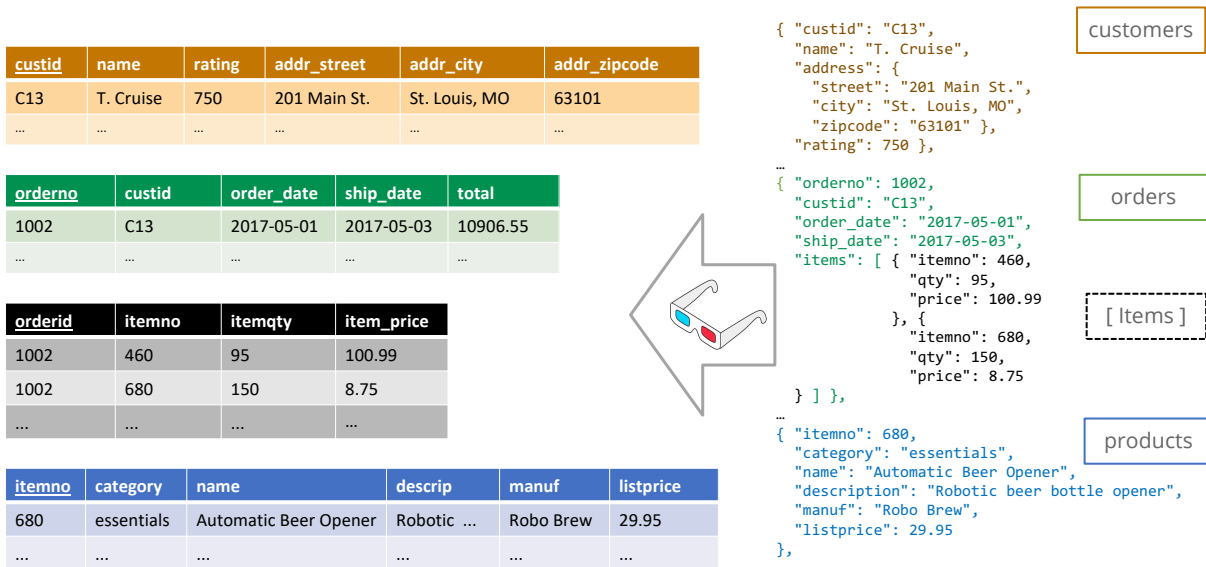 custid name rating addr_street addr_city addr_zipcode
C13 T. Cruise 750 201 Main St. St. Louis, MO 63101
... ... ... ... ... ...
orderno custid order_date ship_date total
1002 C13 2017-05-01 2017-05-03 10906.55
... ... ... ... ...
orderid itemno itemqty item_price
1002 460 95 100.99
1002 680 150 8.75
... ... ... ...
itemno category name descrip manuf listprice
680 essentials Automatic Beer Opener Robotic ... Robo Brew 29.95
... ... ... ... ... ...
{ "custid": "C13",
"name": "T. Cruise",
"address": {
"street": "201 Main St.",
"city": "St. Louis, MO",
"zipcode": "63101" },
"rating": 750 },
…
{ "orderno": 1002,
"custid": "C13",
"order_date": "2017-05-01",
"ship_date": "2017-05-03",
"items": [ { "itemno": 460,
"qty": 95,
"price": 100.99
}, {
"itemno": 680,
"qty": 150,
"price": 8.75
} ] },
…
{ "itemno": 680,
"category": "essentials",
"name": "Automatic Beer Opener",
"description": "Robotic beer bottle opener",
"manuf": "Robo Brew",
"listprice": 29.95
},
customers
orders
[ Items ]
products